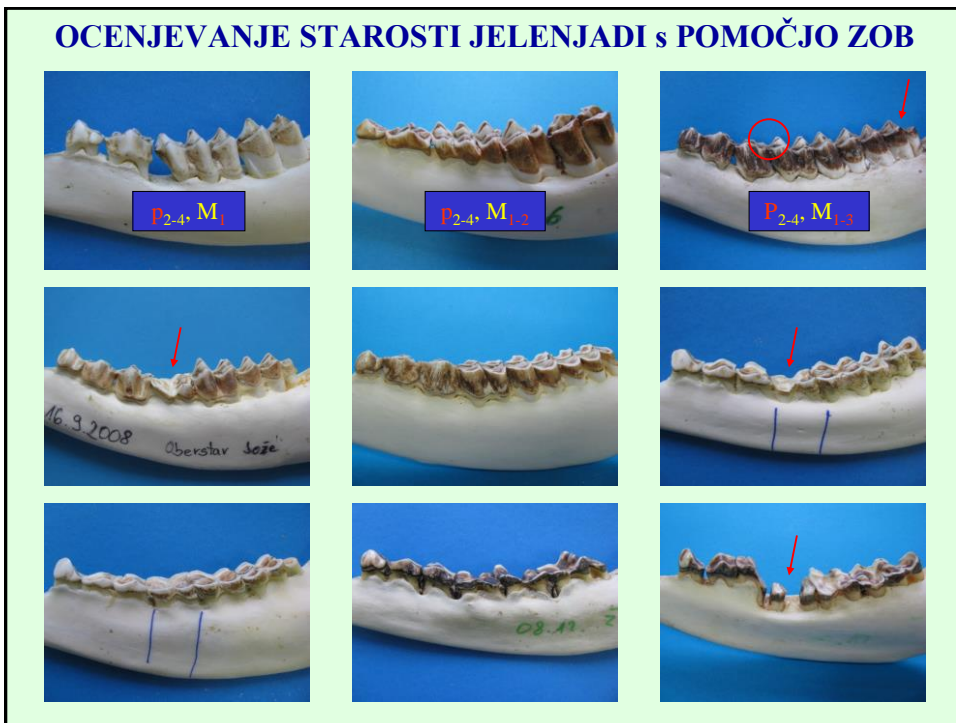 OCENJEVANJE STAROSTI JELENJADI s POMOČJO ZOB
p₂₋₄, M₁
p₂₋₄, M₁₋₂
6
P₂₋₄, M₁₋₃
16.9.2008
Oberstar Jože
08.12.